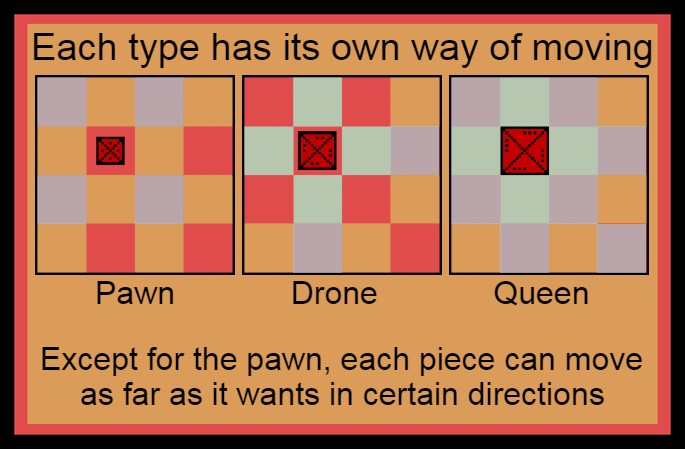 Each type has its own way of moving
Pawn Drone Queen
Except for the pawn, each piece can move
as far as it wants in certain directions